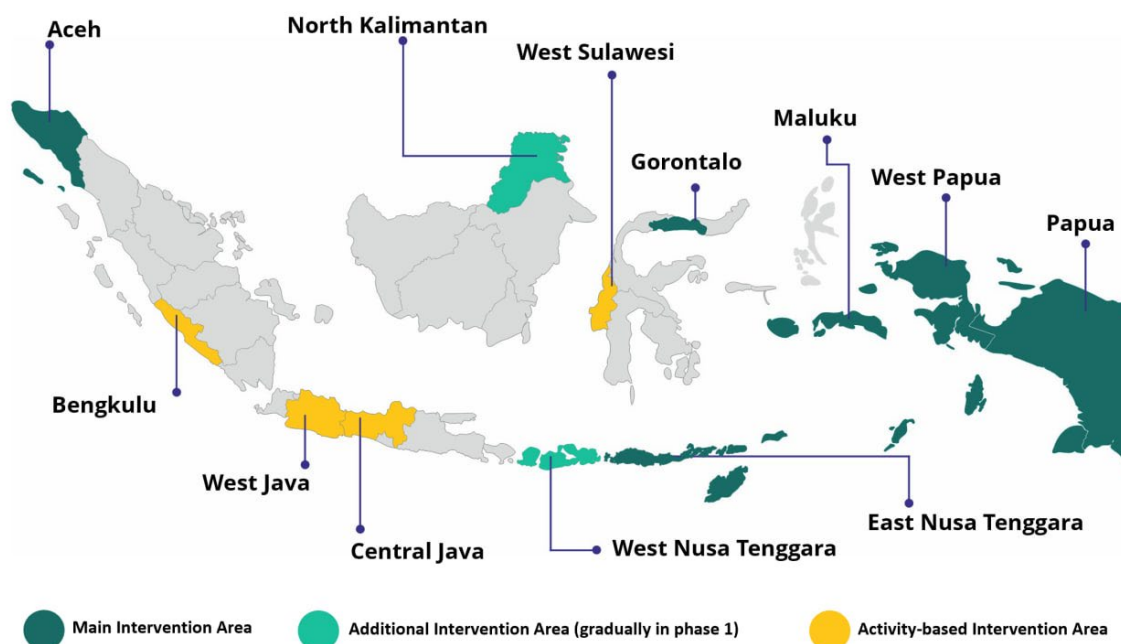 Aceh
North Kalimantan
West Sulawesi
Maluku
Gorontalo
West Papua
Papua
Bengkulu
West Java
Central Java
West Nusa Tenggara
East Nusa Tenggara
Main Intervention Area
Additional Intervention Area (gradually in phase 1)
Activity-based Intervention Area